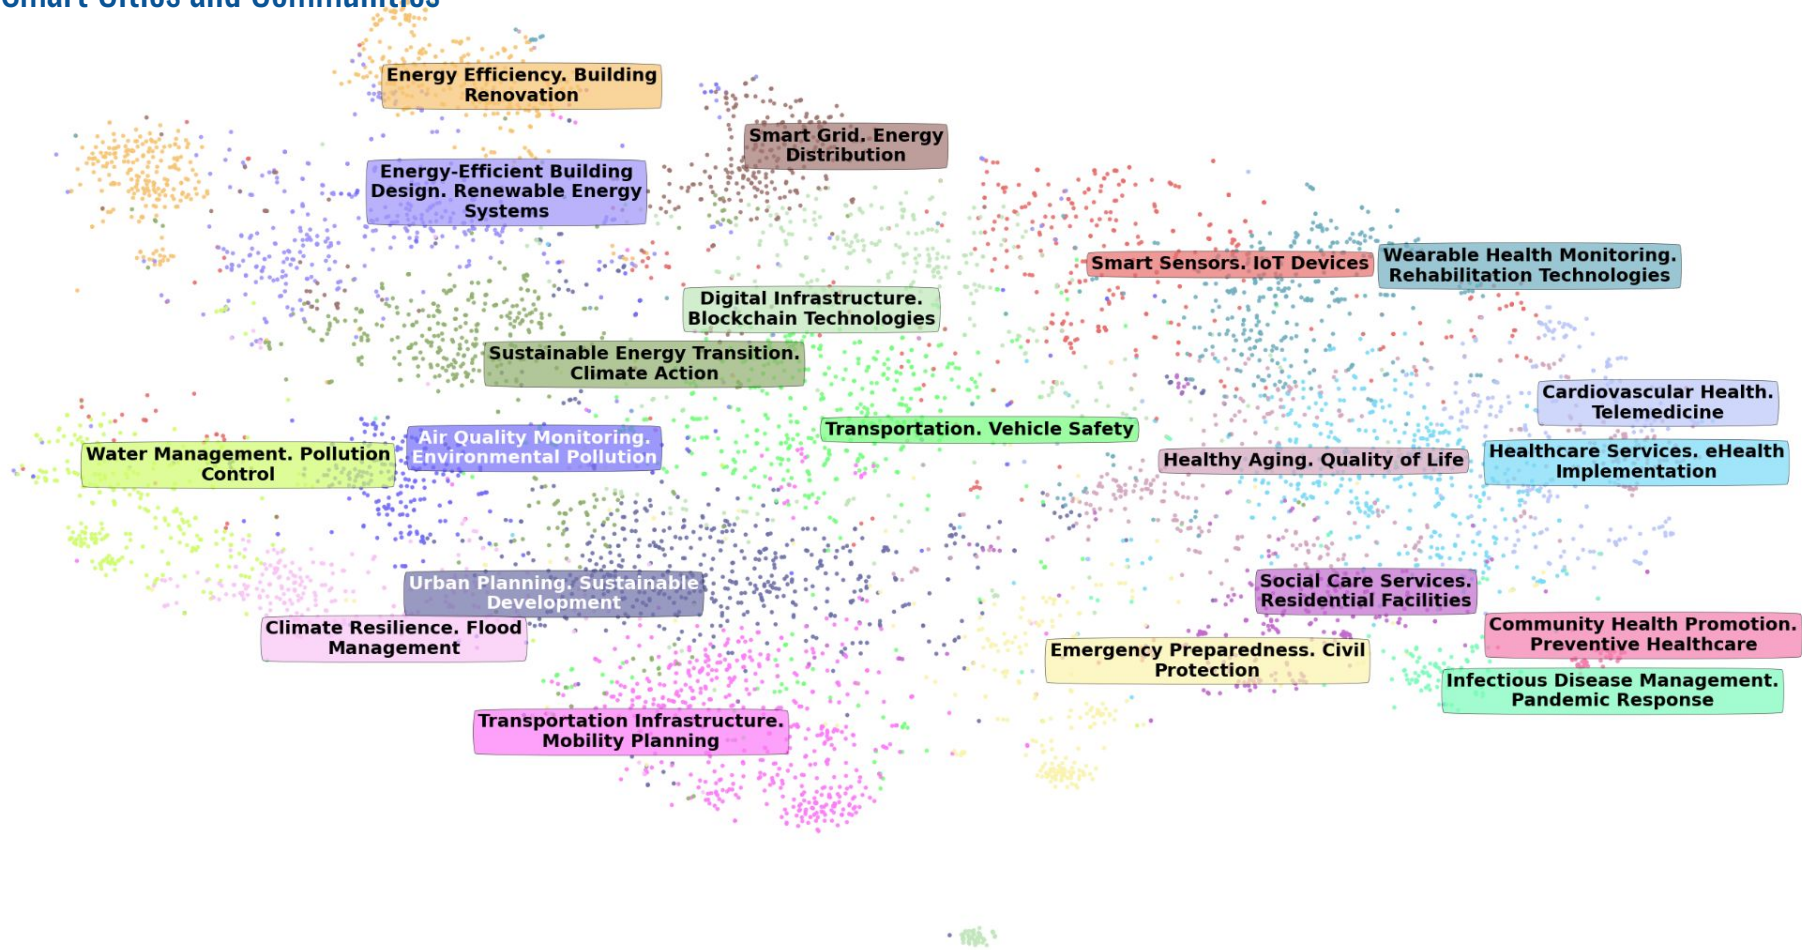 Smart Cities and Communities
Energy Efficiency. Building
Renovation
Smart Grid. Energy
Distribution
Energy-Efficient Building
Design. Renewable Energy
Systems
Smart Sensors. IoT Devices
Wearable Health Monitoring.
Rehabilitation Technologies
Digital Infrastructure.
Blockchain Technologies
Sustainable Energy Transition.
Climate Action
Cardiovascular Health.
Telemedicine
Transportation. Vehicle Safety
Air Quality Monitoring.
Environmental Pollution
Water Management. Pollution
Control
Healthy Aging. Quality of Life
Healthcare Services. eHealth
Implementation
Urban Planning. Sustainable
Development
Social Care Services.
Residential Facilities
Climate Resilience. Flood
Management
Community Health Promotion.
Preventive Healthcare
Emergency Preparedness. Civil
Protection
Infectious Disease Management.
Pandemic Response
Transportation Infrastructure.
Mobility Planning